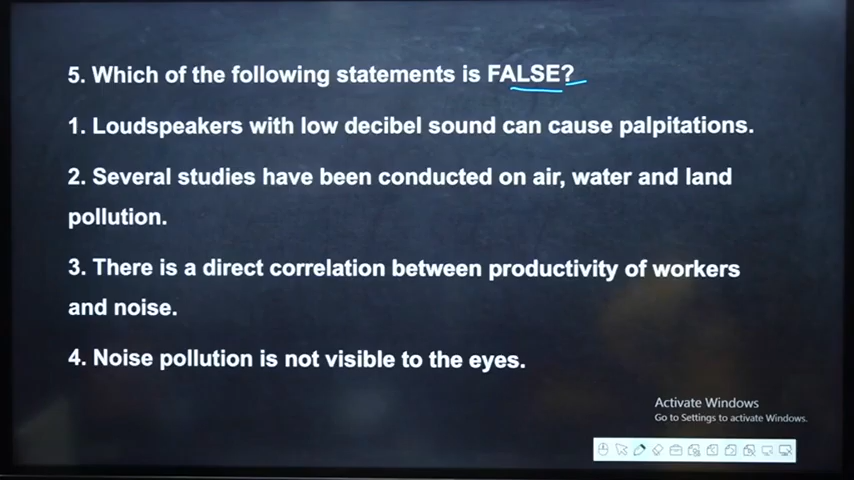 5. Which of the following statements is FALSE?
1. Loudspeakers with low decibel sound can cause palpitations.
2. Several studies have been conducted on air, water and land
pollution.
3. There is a direct correlation between productivity of workers
and noise.
4. Noise pollution is not visible to the eyes.
Activate Windows
Go to Settings to activate Windows.